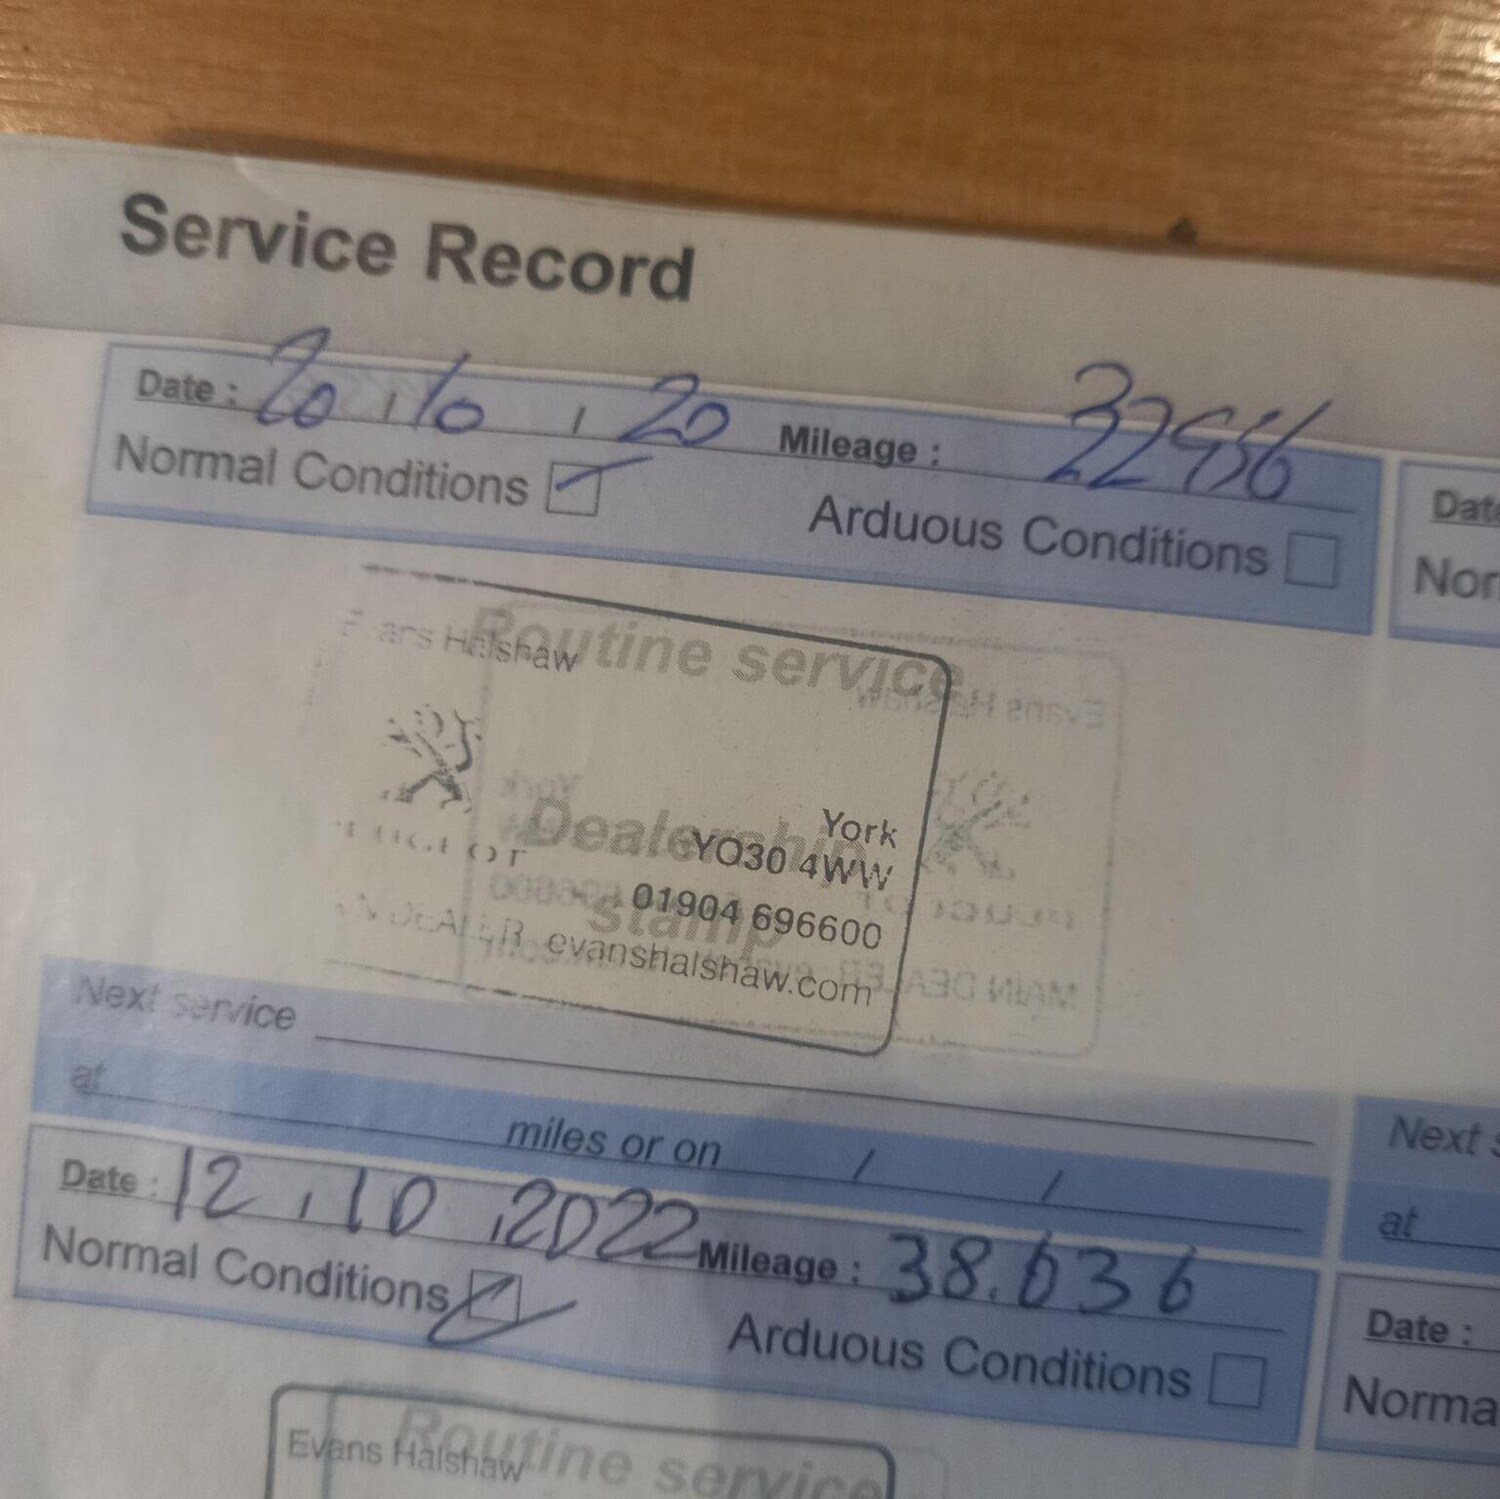 Service Record
Date : 20 / 10 / 20 Mileage :
Normal Conditions Arduous Conditions
Date
Nor
Routine service
Evans Halshaw
Dealership
Stamp
York
YO30 4WW
01904 696600
PEUGEOT
DEALER evanshalshaw.com
Next service
at miles or on / /
Next s
at
Date : 12 / 10 / 2022 Mileage : 38.636
Normal Conditions Arduous Conditions
Date :
Norma
Routine service
Evans Halshaw